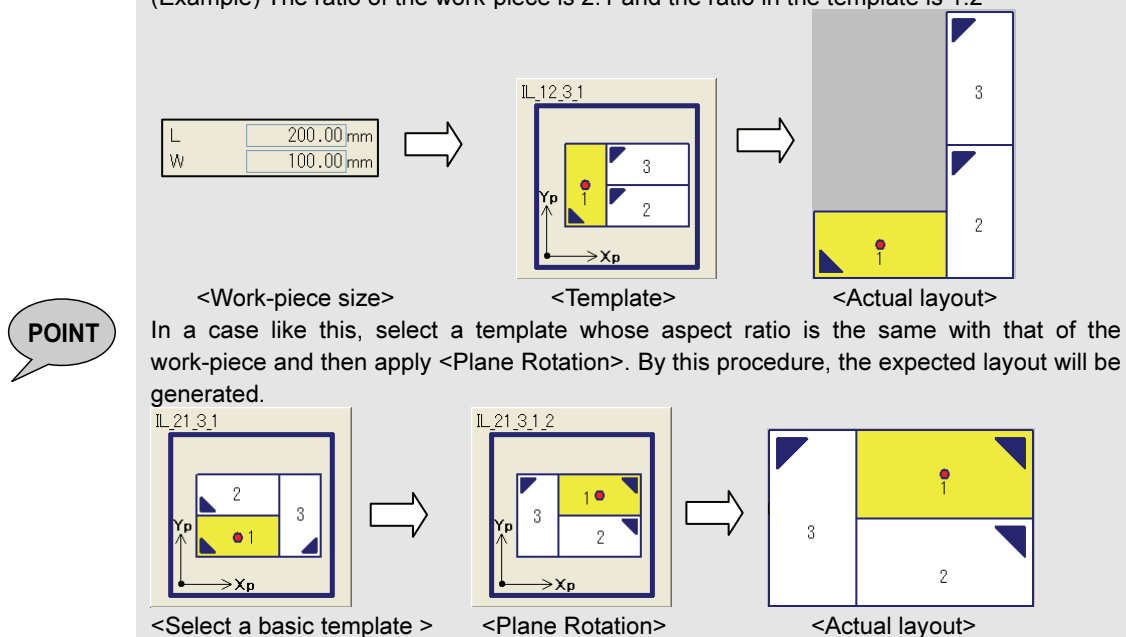 (Example) The ratio of the work-piece is 2:1 and the ratio in the template is 1:2
IL_12_3_1
L 200.00 mm
W 100.00 mm
3
Yp
1
2
Xp
3
2
1
<Work-piece size> <Template> <Actual layout>
POINT
In a case like this, select a template whose aspect ratio is the same with that of the
work-piece and then apply <Plane Rotation>. By this procedure, the expected layout will be
generated.
IL_21_3_1
2
3
Yp
1
Xp
IL_21_3_1_2
1
3
Yp
2
Xp
1
3
2
<Select a basic template > <Plane Rotation> <Actual layout>